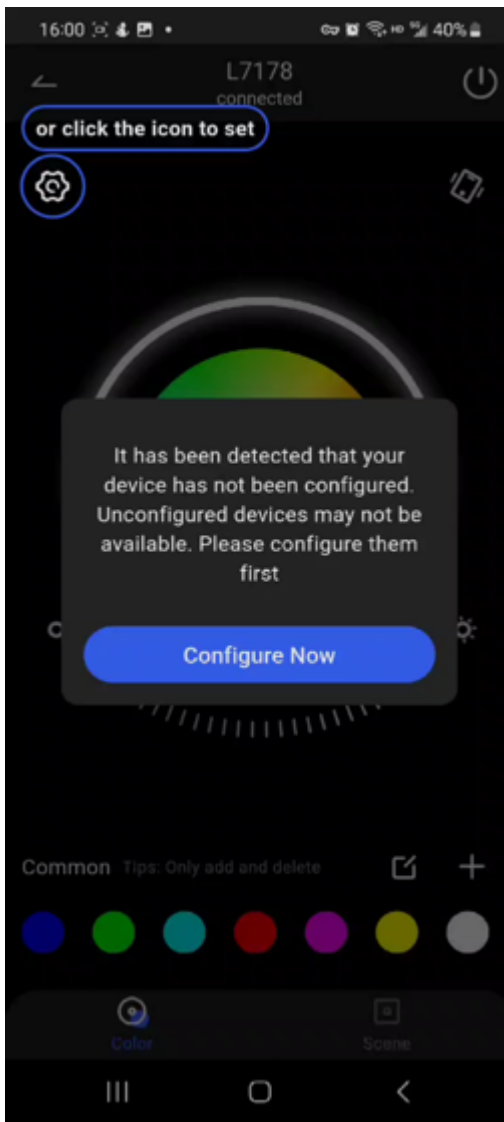 16:00
HD 5G 40%
L7178
connected
or click the icon to set
It has been detected that your
device has not been configured.
Unconfigured devices may not be
available. Please configure them
first
Configure Now
Common Tips: Only add and delete
Color Scene